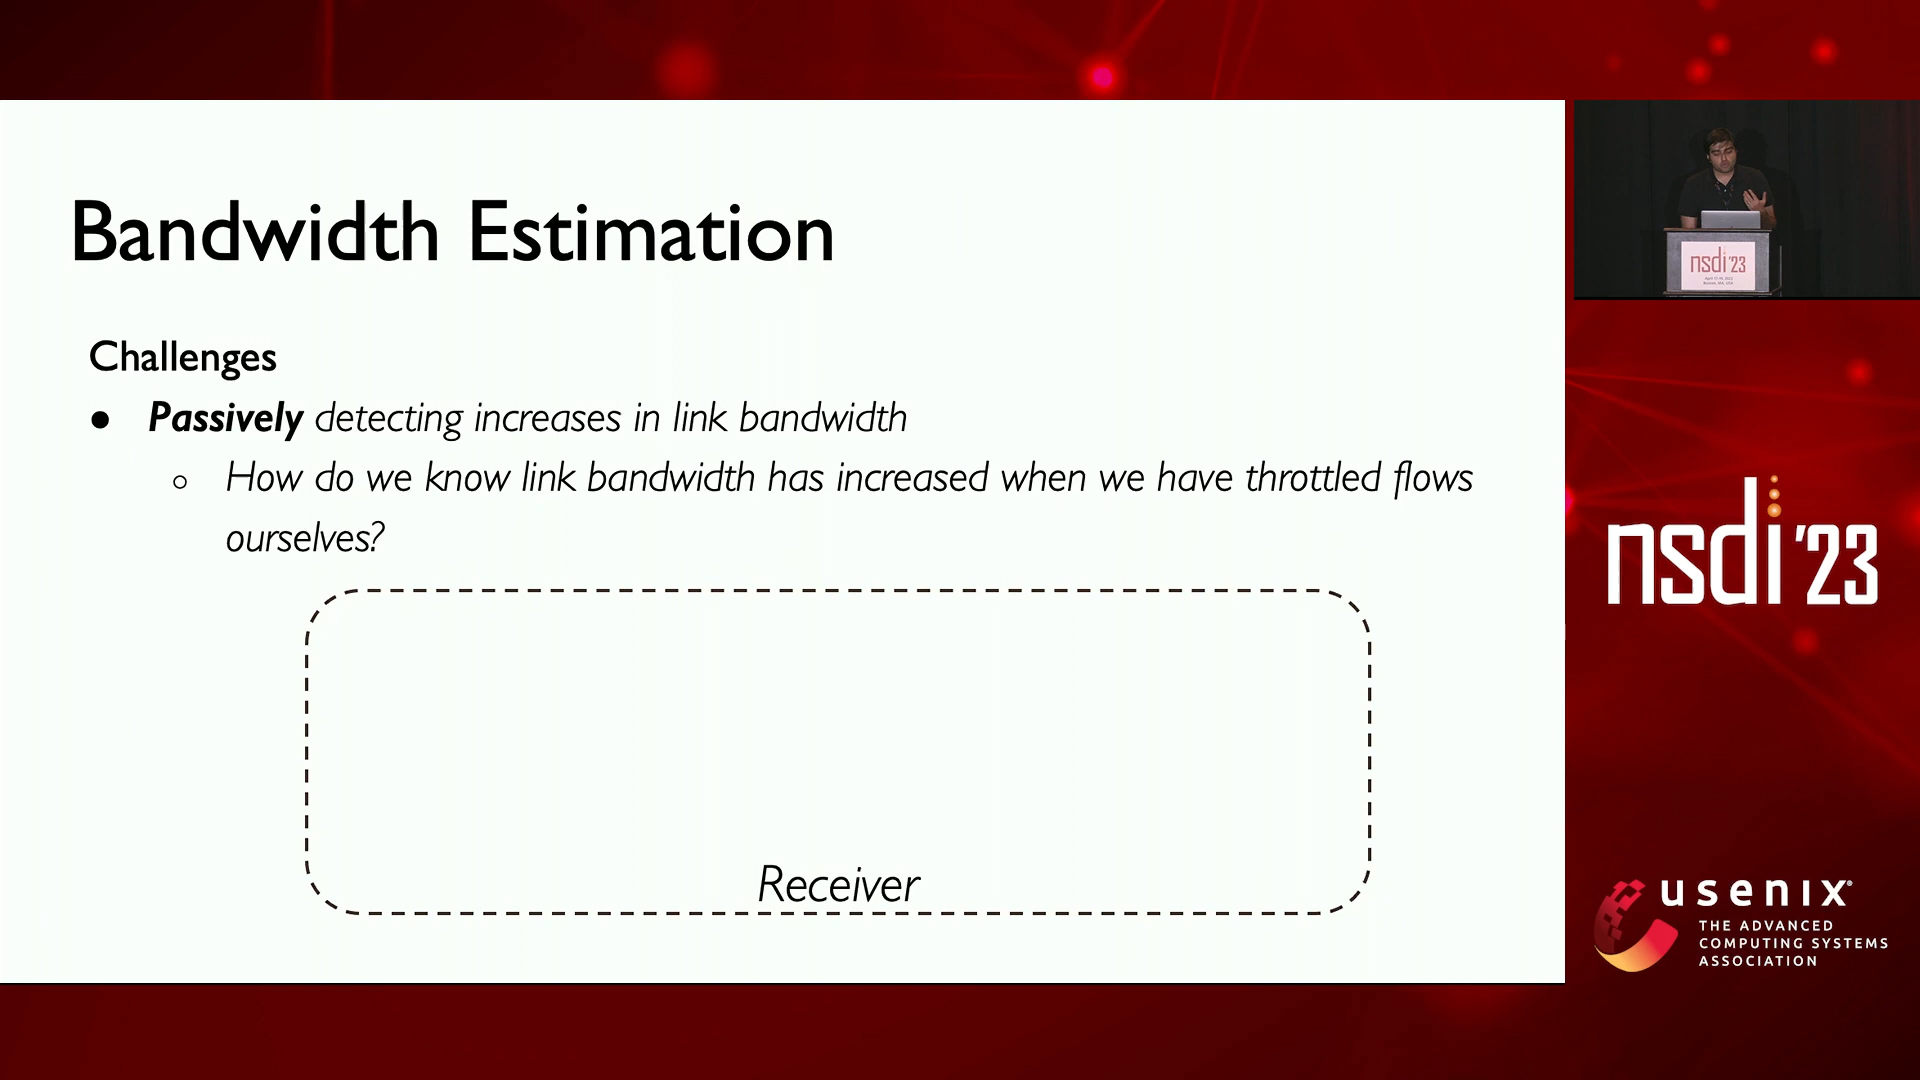 Bandwidth Estimation
Challenges
● Passively detecting increases in link bandwidth
○ How do we know link bandwidth has increased when we have throttled flows
ourselves?
Receiver
nsdi '23
nsdi '23
usenix®
THE ADVANCED
COMPUTING SYSTEMS
ASSOCIATION